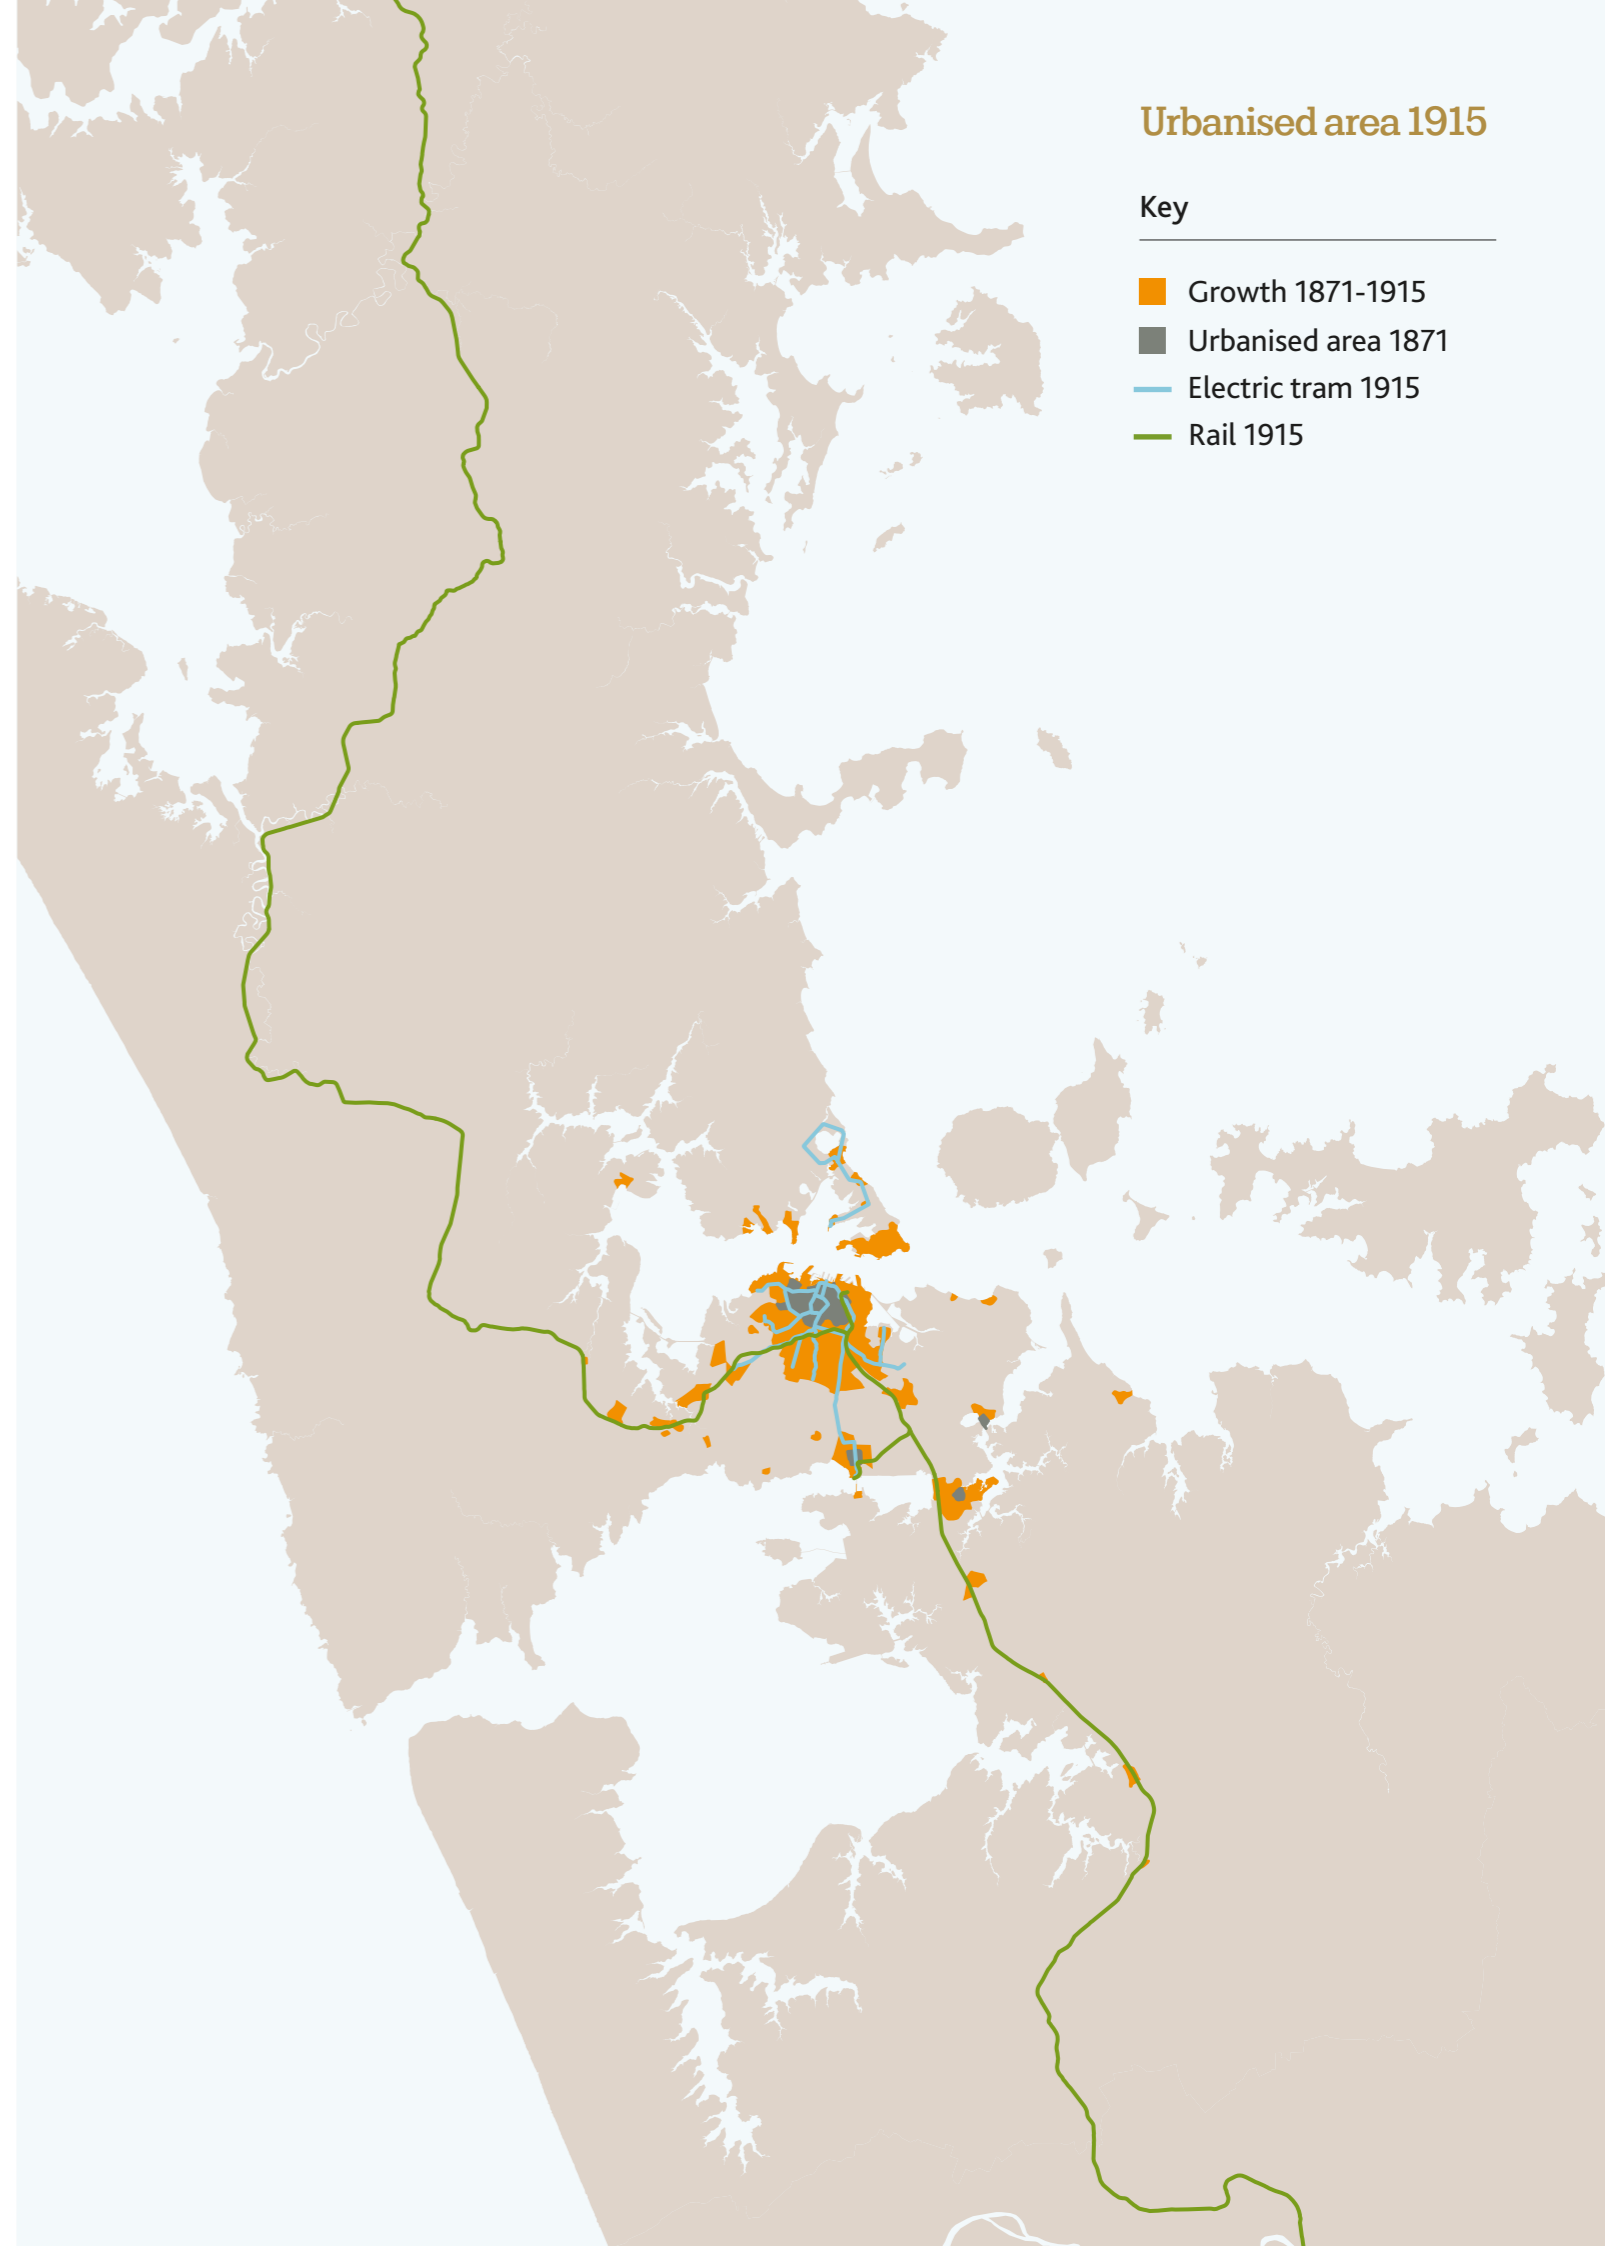 Urbanised area 1915
Key
Growth 1871-1915
Urbanised area 1871
Electric tram 1915
Rail 1915